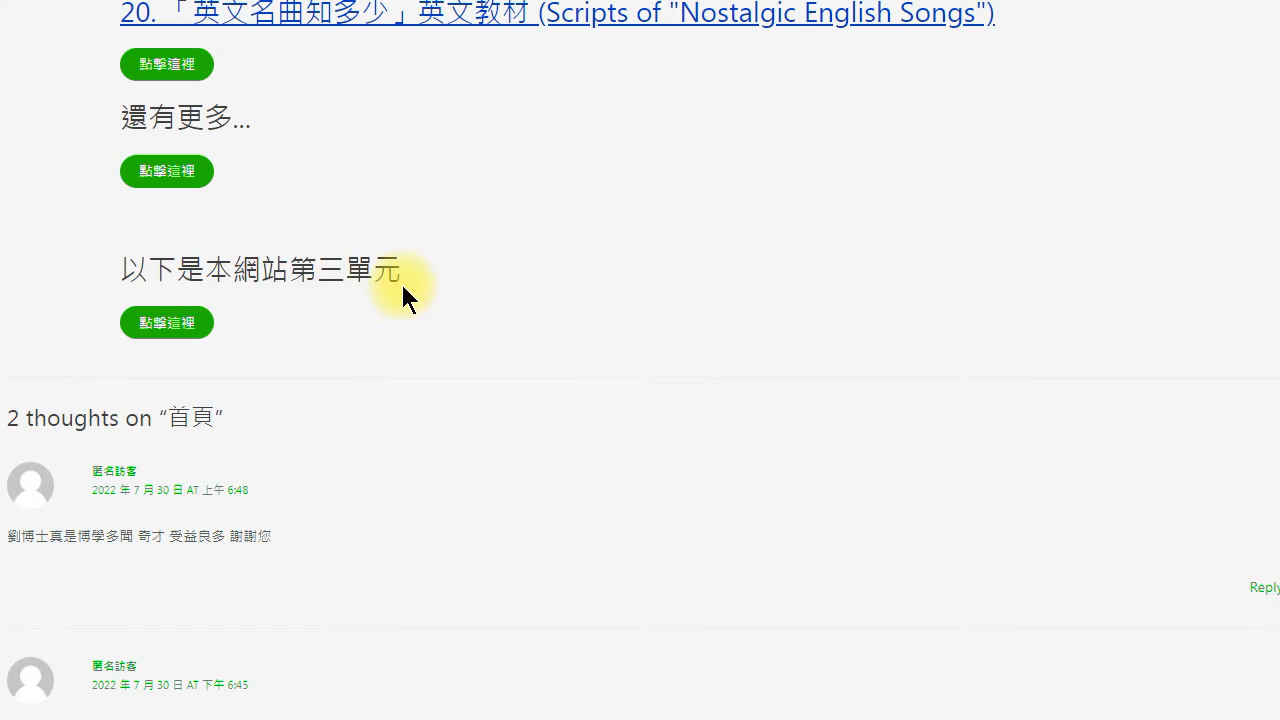 20. 「英文名曲知多少」英文教材 (Scripts of "Nostalgic English Songs")
點擊這裡
還有更多...
點擊這裡
以下是本網站第三單元
點擊這裡
2 thoughts on “首頁”
匿名訪客
2022 年 7 月 30 日 AT 上午 6:48
劉博士真是博學多聞 奇才 受益良多 謝謝您
Reply
匿名訪客
2022 年 7 月 30 日 AT 下午 6:45